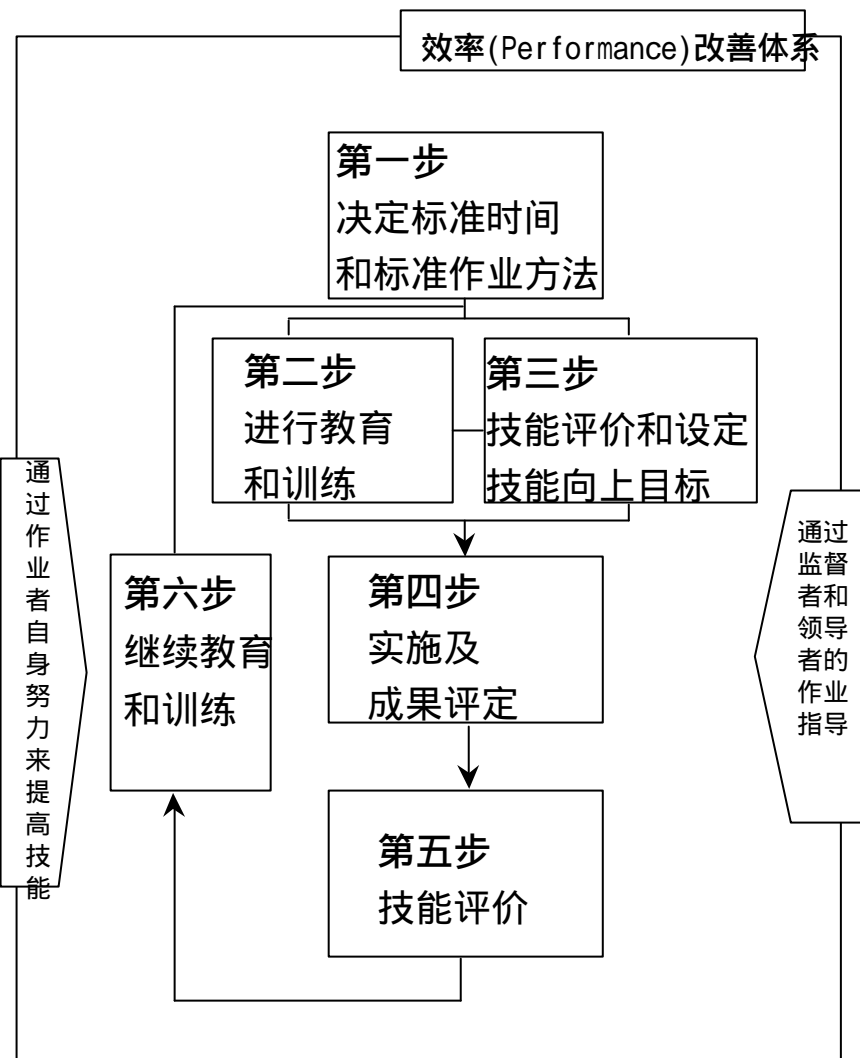 效率(Performance)改善体系
第一步
决定标准时间
和标准作业方法
第二步
进行教育
和训练
第三步
技能评价和设定
技能向上目标
通过作业者自身努力来提高技能
第六步
继续教育
和训练
第四步
实施及
成果评定
通过
监督
者和
领导
者的
作业
指导
第五步
技能评价